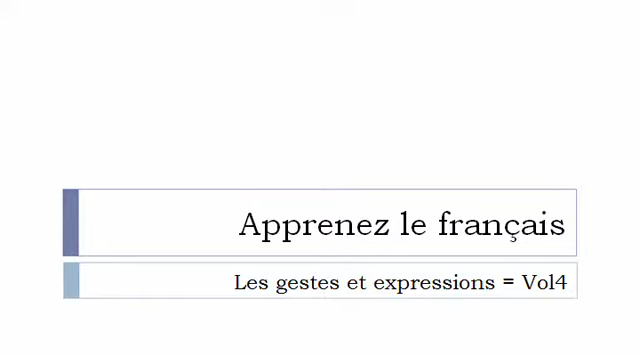 Apprenez le français
Les gestes et expressions = Vol4